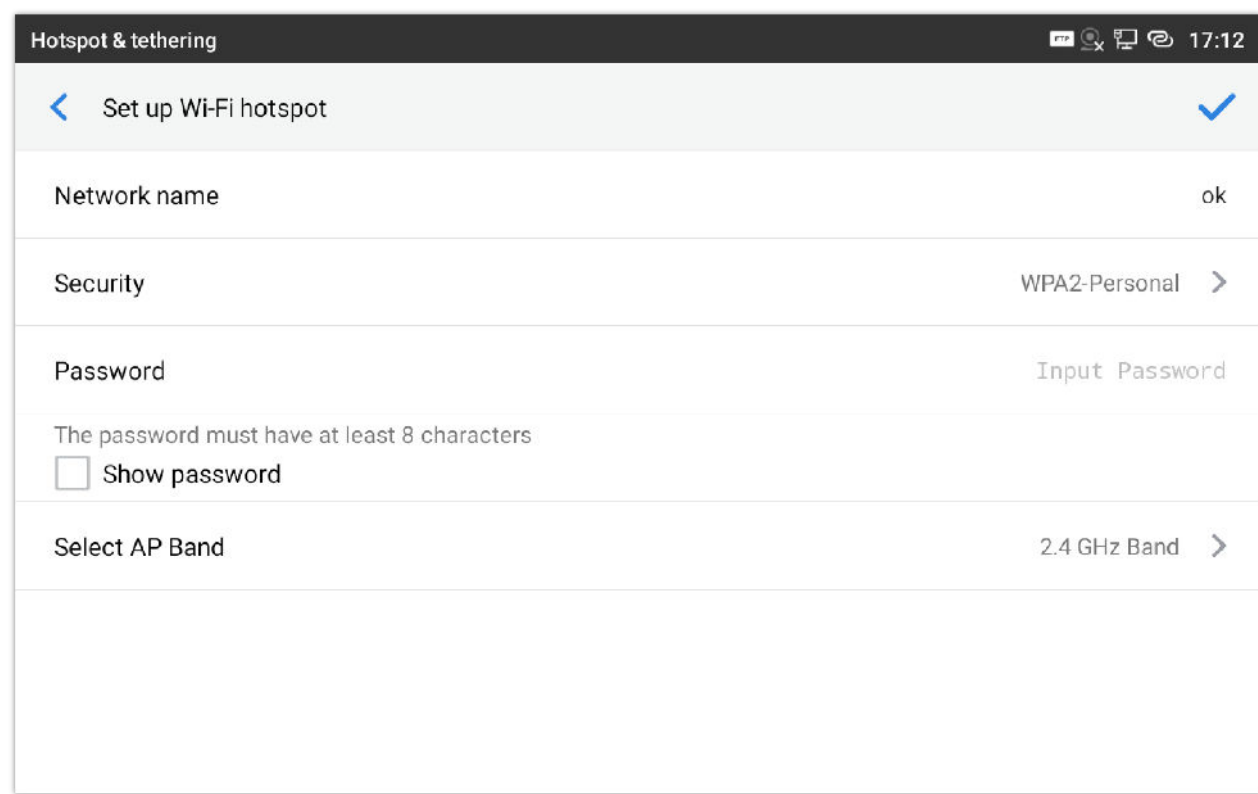 Hotspot & tethering
FTP
17:12
Set up Wi-Fi hotspot
Network name
ok
Security
WPA2-Personal
Password
Input Password
The password must have at least 8 characters
Show password
Select AP Band
2.4 GHz Band